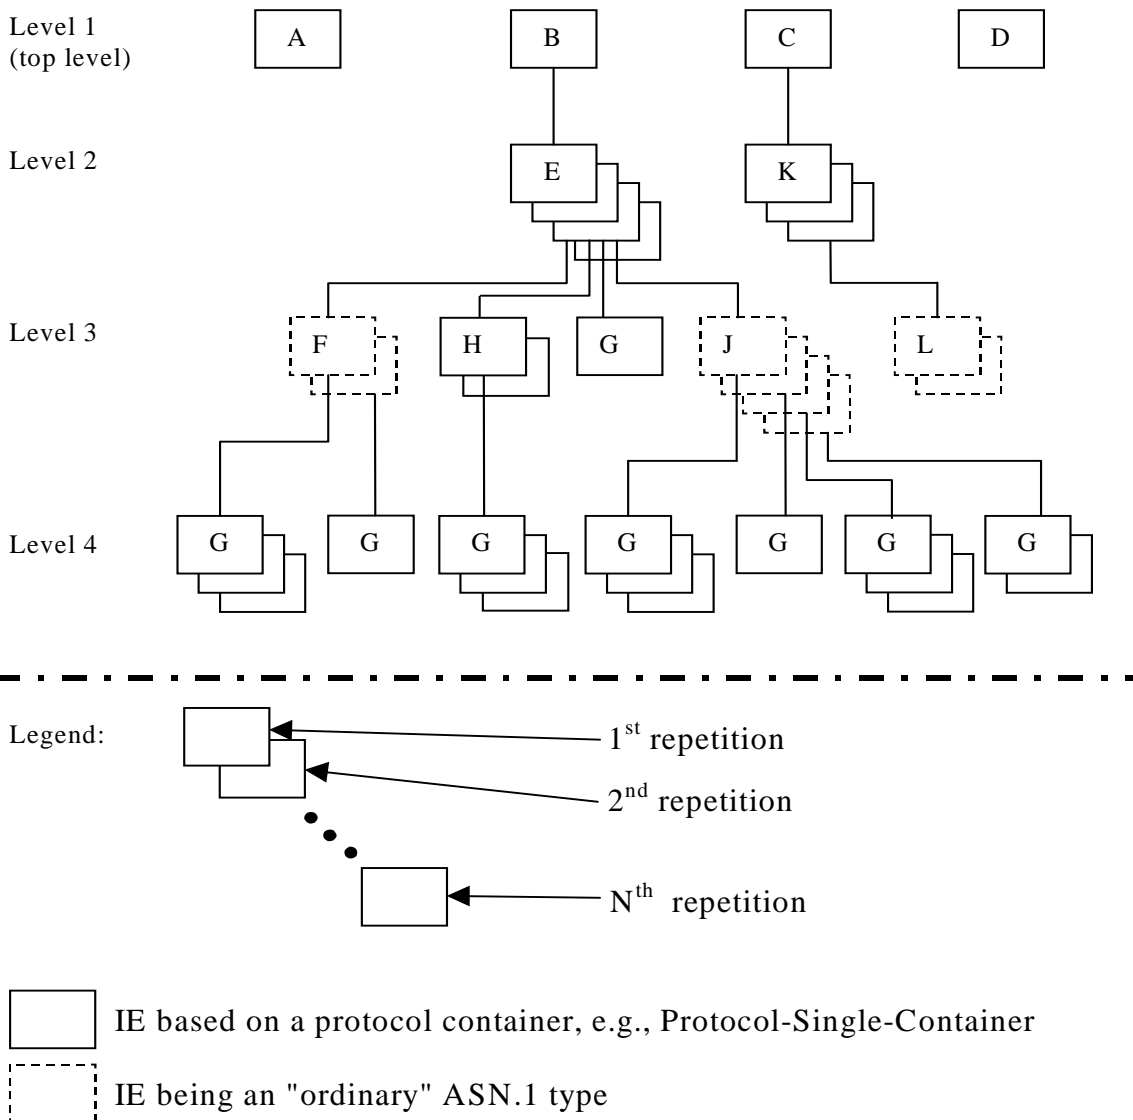 Level 1
(top level)
A B C D
Level 2
E K
Level 3
F H G J L
Level 4
G G G G G G G
Legend:
1st repetition
2nd repetition
Nth repetition
IE based on a protocol container, e.g., Protocol-Single-Container
IE being an "ordinary" ASN.1 type